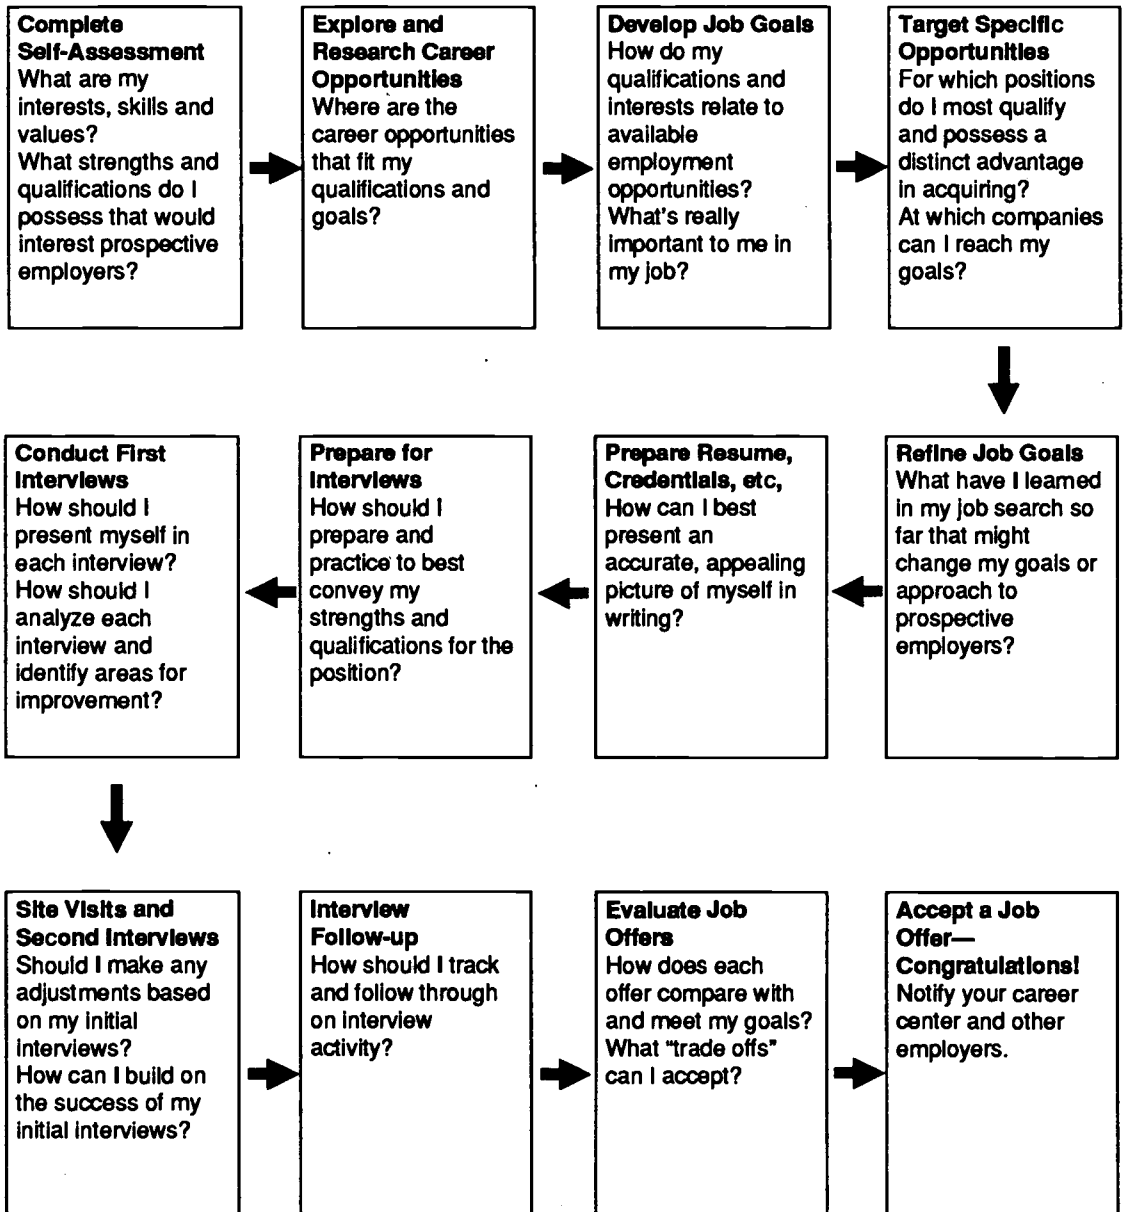 Complete
Self-Assessment
What are my
interests, skills and
values?
What strengths and
qualifications do I
possess that would
interest prospective
employers?
Explore and
Research Career
Opportunities
Where are the
career opportunities
that fit my
qualifications and
goals?
Develop Job Goals
How do my
qualifications and
interests relate to
available
employment
opportunities?
What's really
important to me in
my job?
Target Specific
Opportunities
For which positions
do I most qualify
and possess a
distinct advantage
in acquiring?
At which companies
can I reach my
goals?
Refine Job Goals
What have I learned
in my job search so
far that might
change my goals or
approach to
prospective
employers?
Prepare Resume,
Credentials, etc,
How can I best
present an
accurate, appealing
picture of myself in
writing?
Prepare for
Interviews
How should I
prepare and
practice to best
convey my
strengths and
qualifications for the
position?
Conduct First
Interviews
How should I
present myself in
each interview?
How should I
analyze each
interview and
identify areas for
improvement?
Site Visits and
Second Interviews
Should I make any
adjustments based
on my initial
interviews?
How can I build on
the success of my
initial interviews?
Interview
Follow-up
How should I track
and follow through
on interview
activity?
Evaluate Job
Offers
How does each
offer compare with
and meet my goals?
What "trade offs"
can I accept?
Accept a Job
Offer—
Congratulations!
Notify your career
center and other
employers.